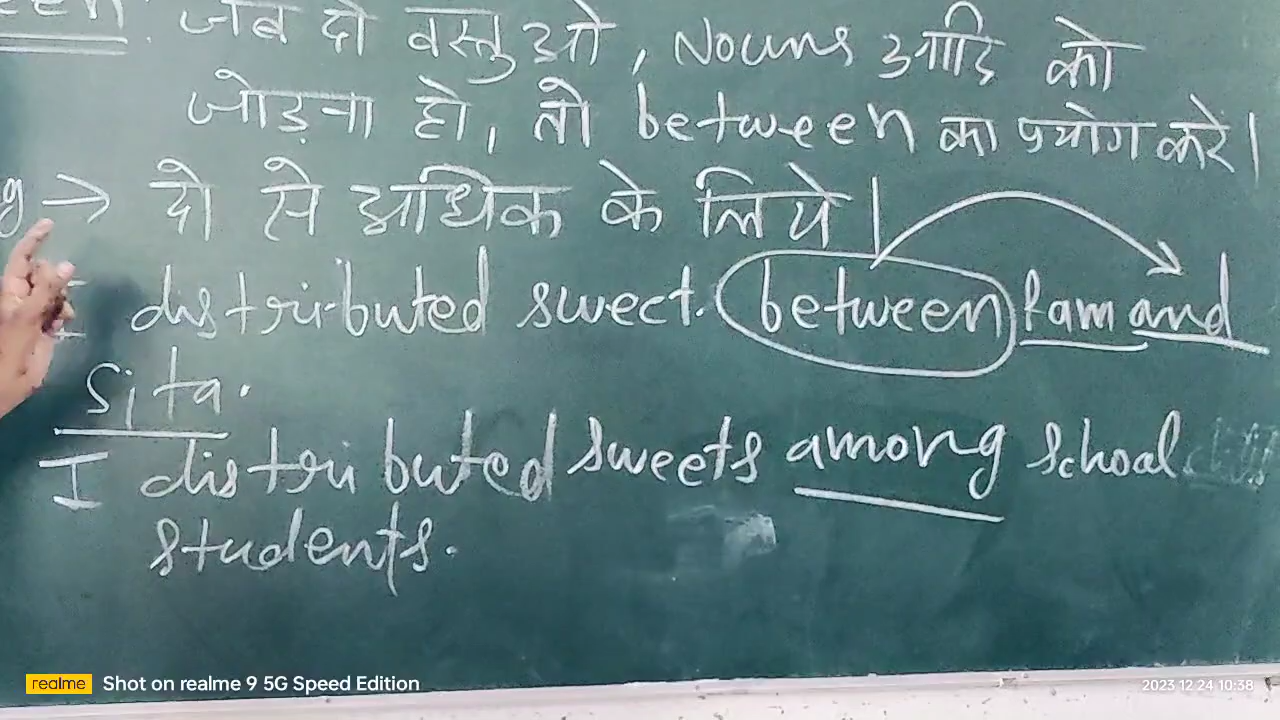 een: जब दो वस्तुओ, Nouns आदि को
जोड़ना हो, तो between का प्रयोग करे।
g → दो से अधिक के लिये।
I distributed sweet. between Ram and
Sita.
I distributed sweets among school
students.
realme Shot on realme 9 5G Speed Edition
2023.12.24 10:38